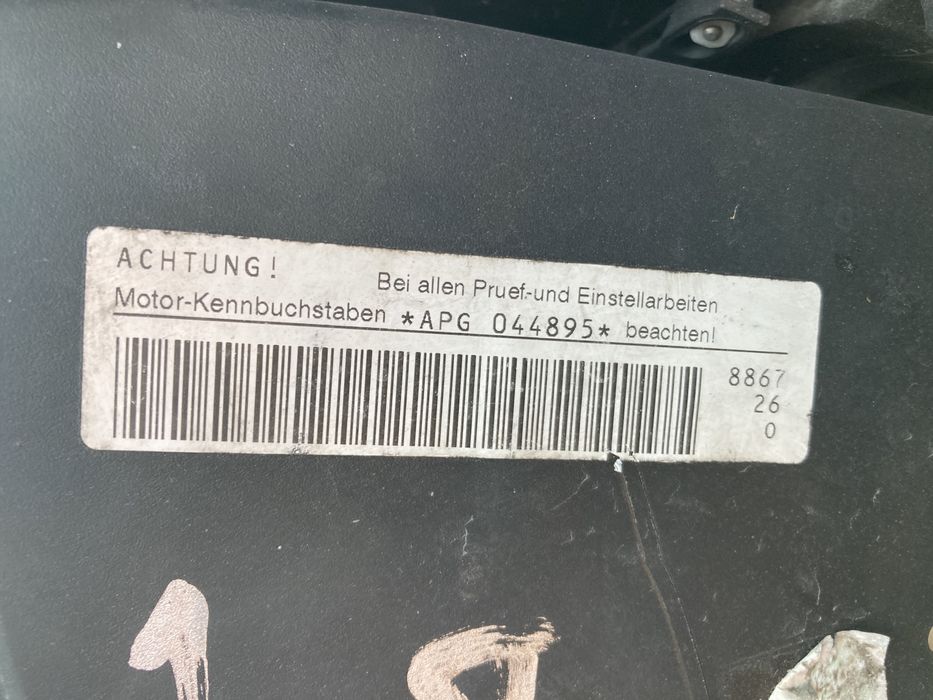 ACHTUNG! Bei allen Pruef-und Einstellarbeiten
Motor-Kennbuchstaben *APG 044895* beachten!
8867
26
0